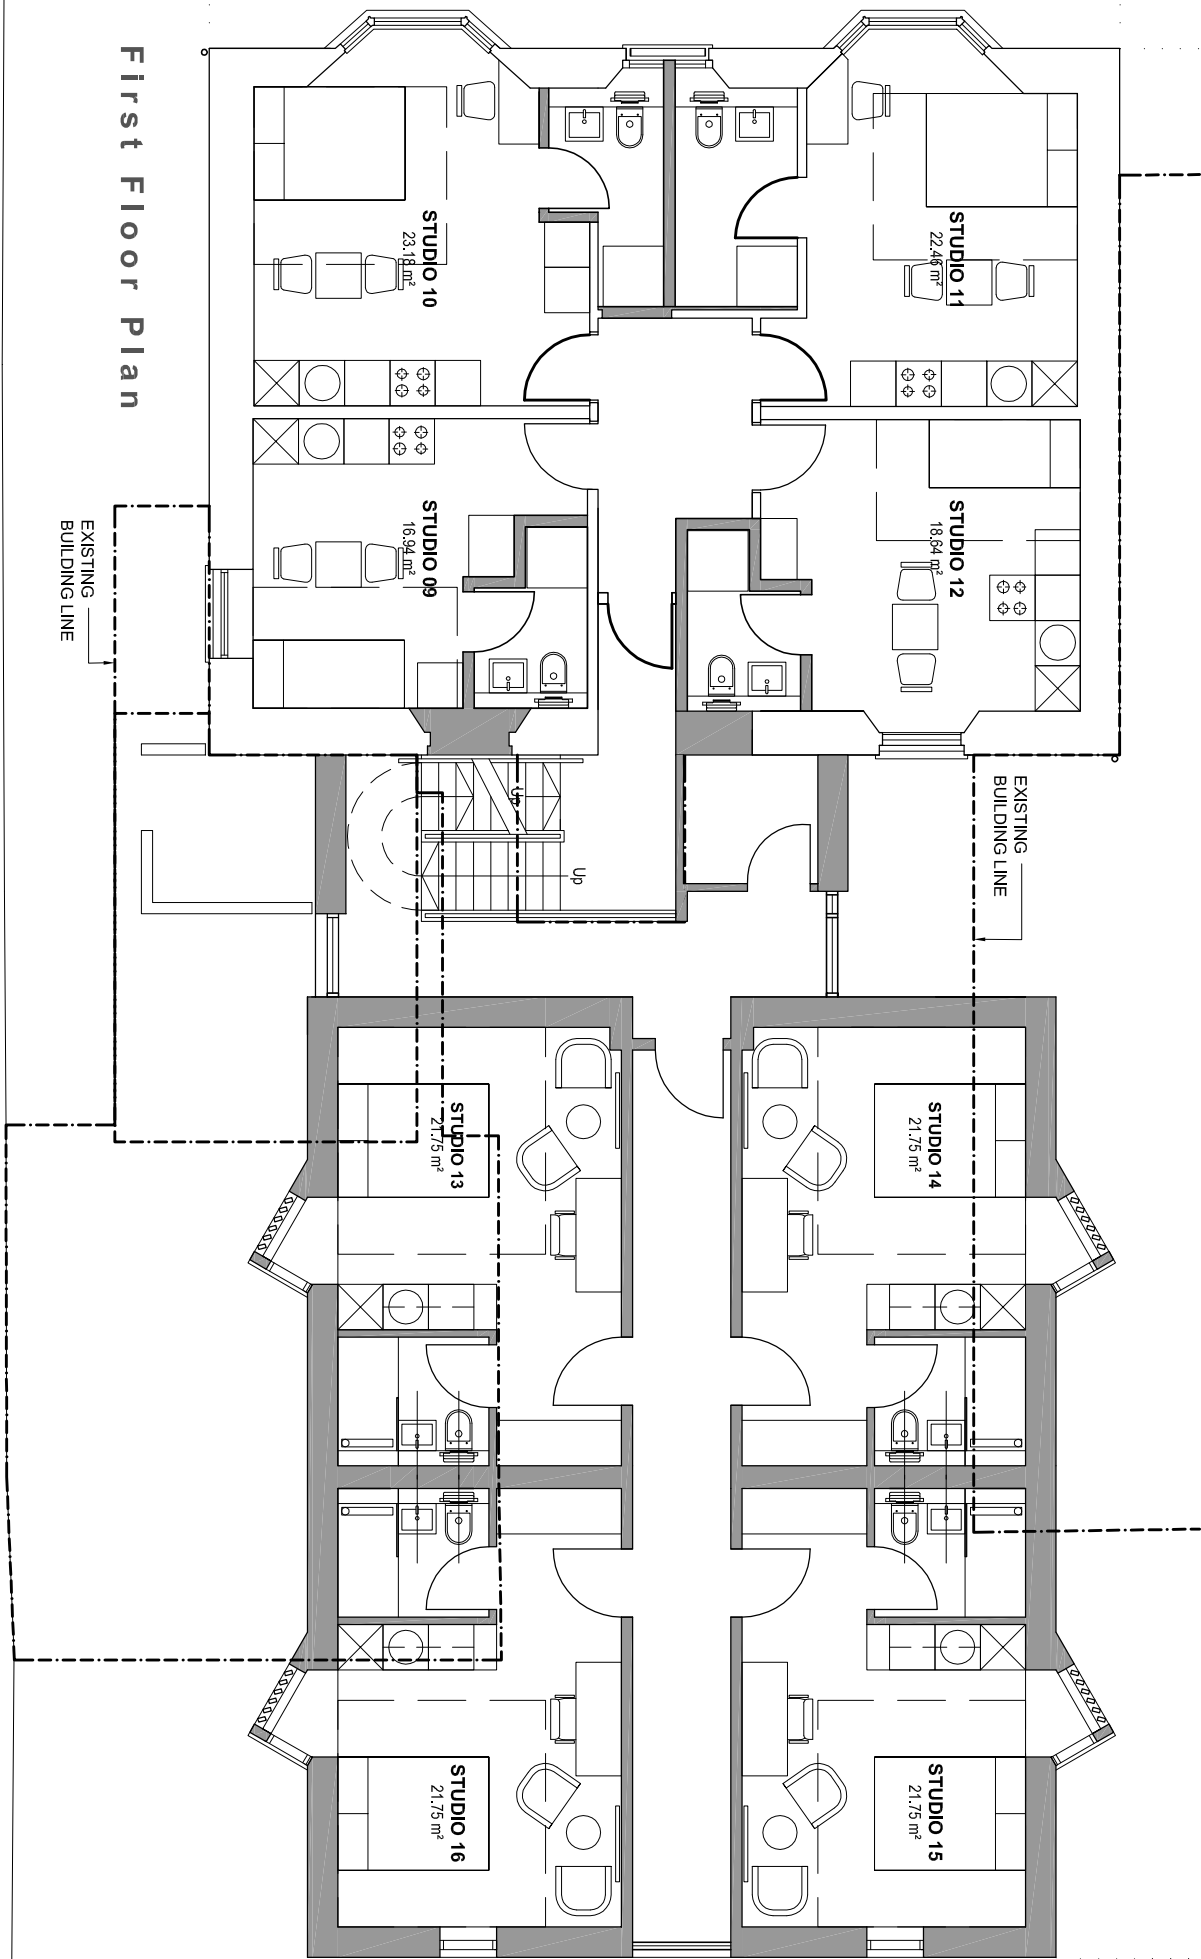 First Floor Plan
STUDIO 10
23.18 m²
STUDIO 11
22.46 m²
STUDIO 09
16.94 m²
STUDIO 12
18.64 m²
EXISTING
BUILDING LINE
EXISTING
BUILDING LINE
Up
Up
STUDIO 13
21.75 m²
STUDIO 14
21.75 m²
STUDIO 16
21.75 m²
STUDIO 15
21.75 m²